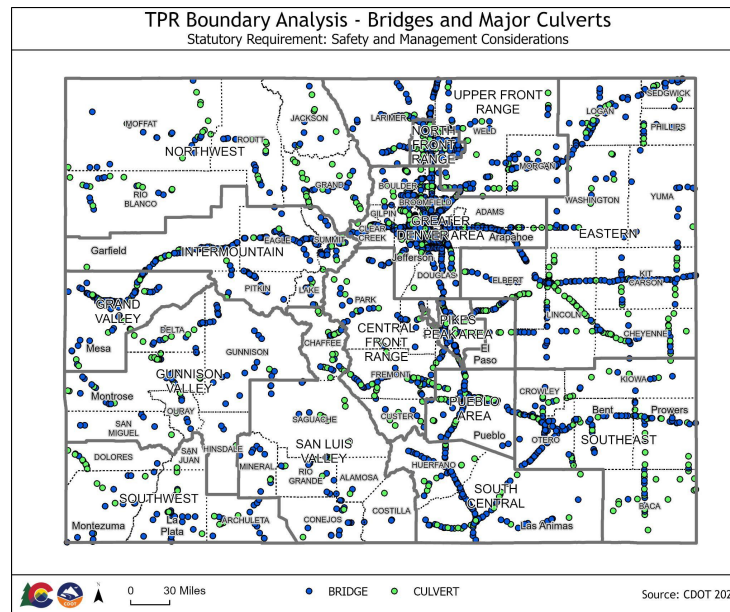 TPR Boundary Analysis - Bridges and Major Culverts
Statutory Requirement: Safety and Management Considerations
UPPER FRONT
RANGE
SEDGWICK
LOGAN
PHILLIPS
MOFFAT
JACKSON
LARIMER
NORTH
FRONT
RANGE
WELD
ROUTT
NORTHWEST
MORGAN
RIO
BLANCO
GRAND
BOULDER
BROOMFIELD
WASHINGTON
YUMA
GILPIN
ADAMS
GREATER
DENVER AREA
CLEAR
CREEK
Arapahoe
EASTERN
Garfield
EAGLE
SUMMIT
INTERMOUNTAIN
Jefferson
DOUGLAS
ELBERT
KIT
CARSON
PITKIN
LAKE
PARK
LINCOLN
GRAND
VALLEY
PIKES
PEAK AREA
CENTRAL
FRONT
RANGE
CHEYENNE
DELTA
CHAFFEE
Mesa
GUNNISON
El
Paso
GUNNISON
VALLEY
FREMONT
KIOWA
CROWLEY
Montrose
PUEBLO
AREA
OURAY
SAGUACHE
CUSTER
Bent
Prowers
SAN
MIGUEL
Pueblo
OTERO
SOUTHEAST
SAN
JUAN
HINSDALE
SAN LUIS
VALLEY
DOLORES
MINERAL
RIO
GRANDE
ALAMOSA
HUERFANO
SOUTHWEST
SOUTH
CENTRAL
BACA
COSTILLA
Montezuma
La
Plata
ARCHULETA
CONEJOS
Las Animas
CDOT
N
0 30 Miles
BRIDGE
CULVERT
Source: CDOT 202